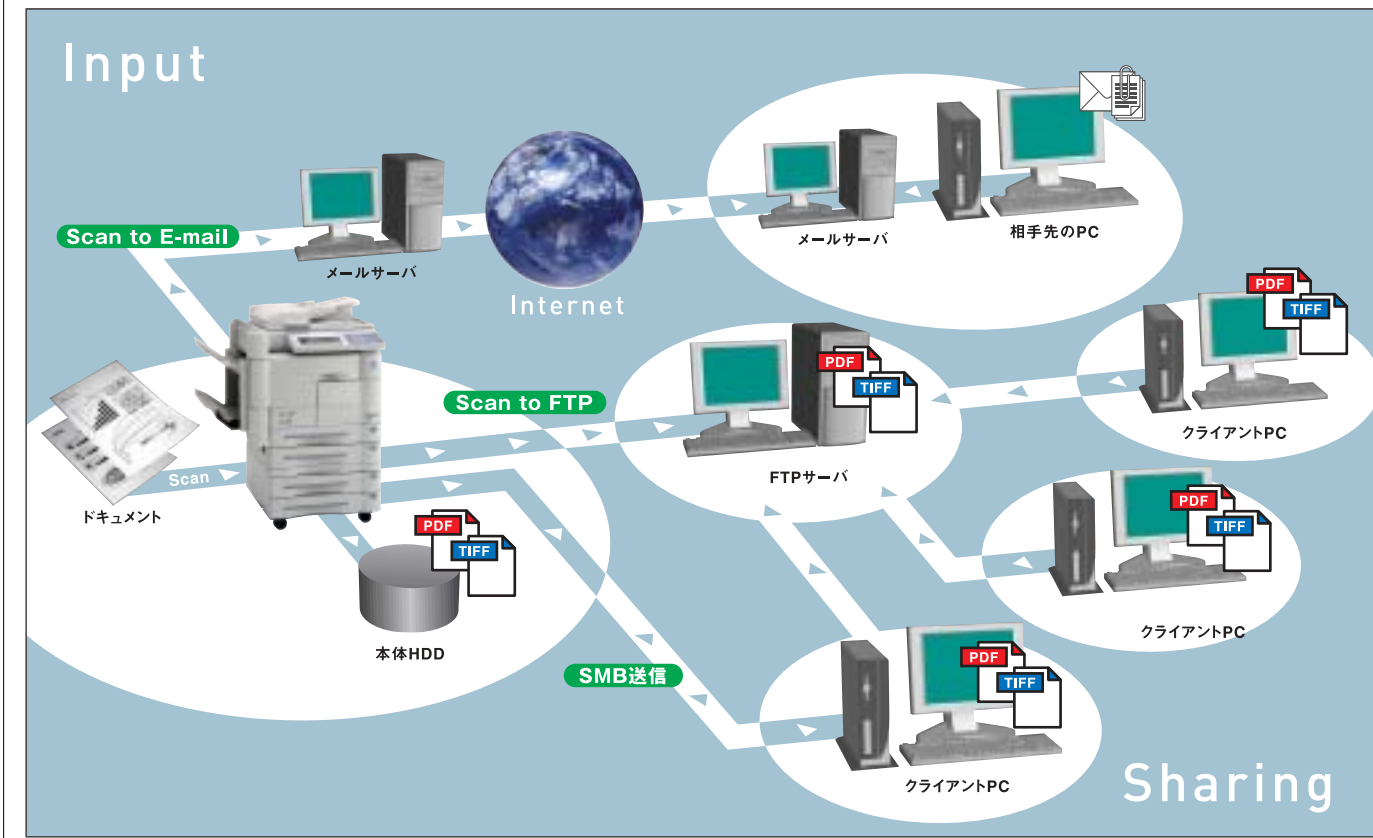 Input
Scan to E-mail
メールサーバ
Internet
メールサーバ
相手先のPC
PDF
TIFF
クライアントPC
Scan to FTP
PDF
TIFF
FTPサーバ
Scan
ドキュメント
PDF
TIFF
本体HDD
PDF
TIFF
クライアントPC
SMB送信
PDF
TIFF
クライアントPC
Sharing